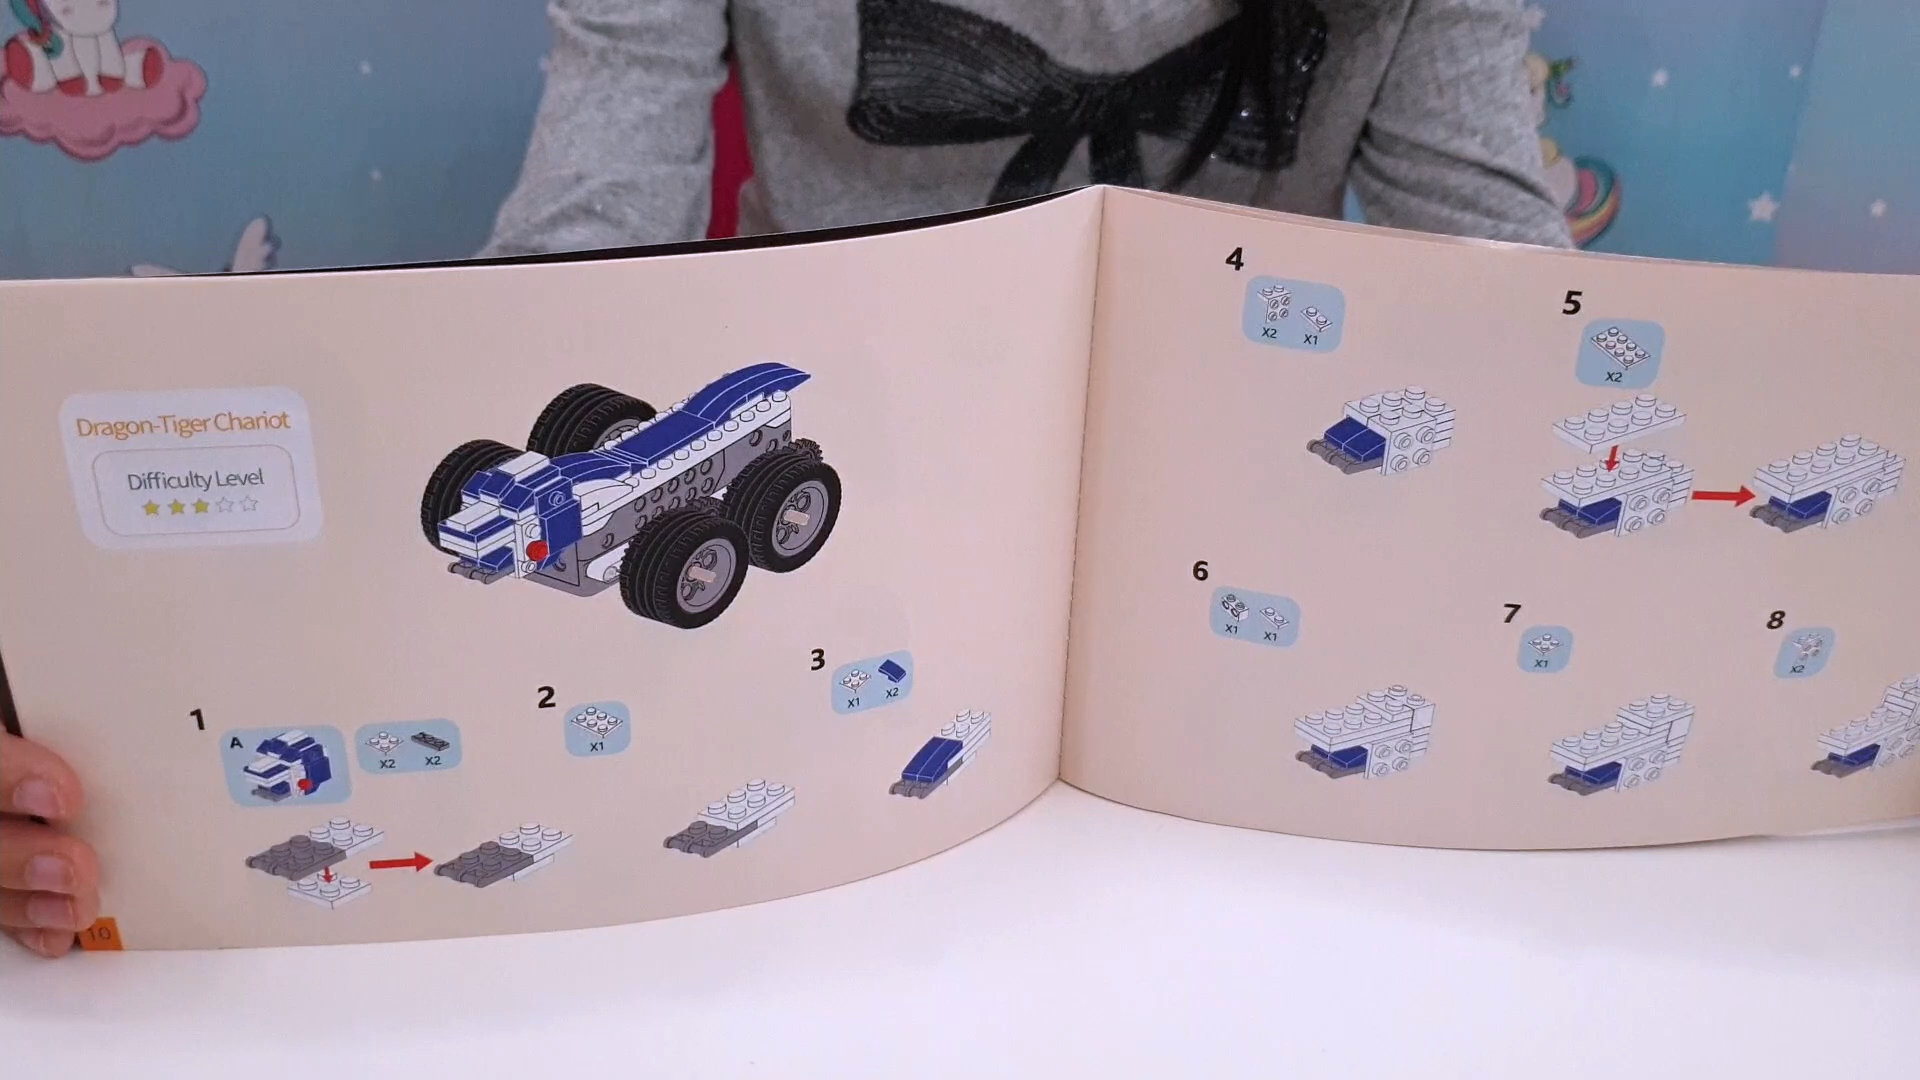 Dragon-Tiger Chariot
Difficulty Level
1
A
X2 X2
2
X1
3
X1 X2
10
4
X2 X1
5
X2
6
X1 X1
7
X1
8
X2